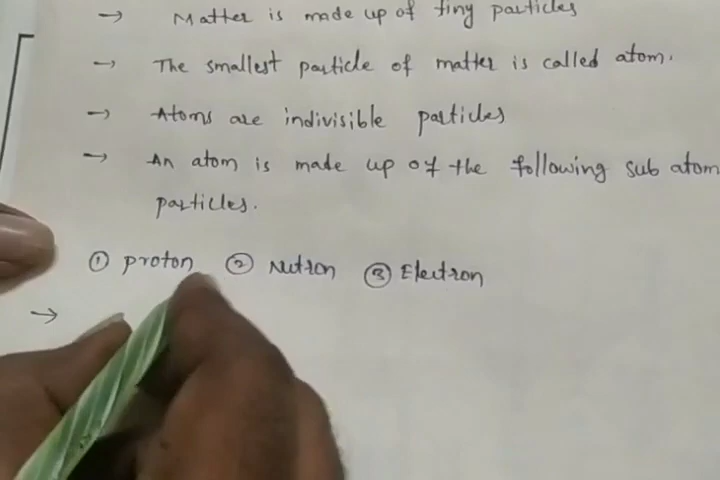 → Matter is made up of tiny particles
→ The smallest particle of matter is called atom.
→ Atoms are indivisible particles
→ An atom is made up of the following sub atom
particles.
① proton ② Nutron ③ Electron
→